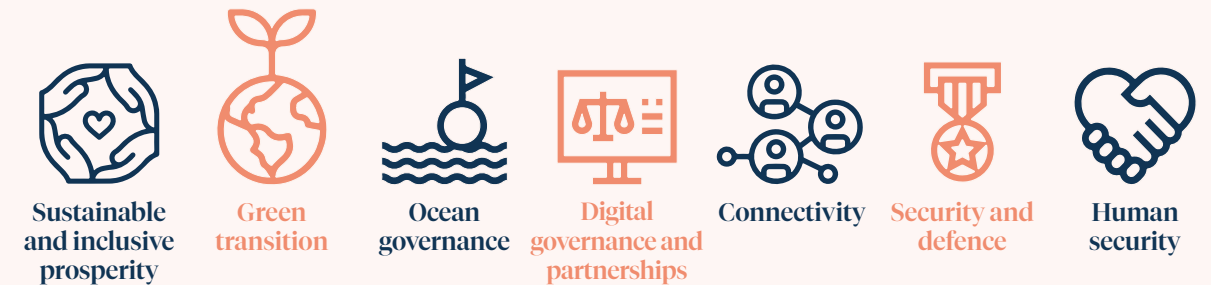 Sustainable
and inclusive
prosperity
Green
transition
Ocean
governance
Digital
governance and
partnerships
Connectivity
Security and
defence
Human
security